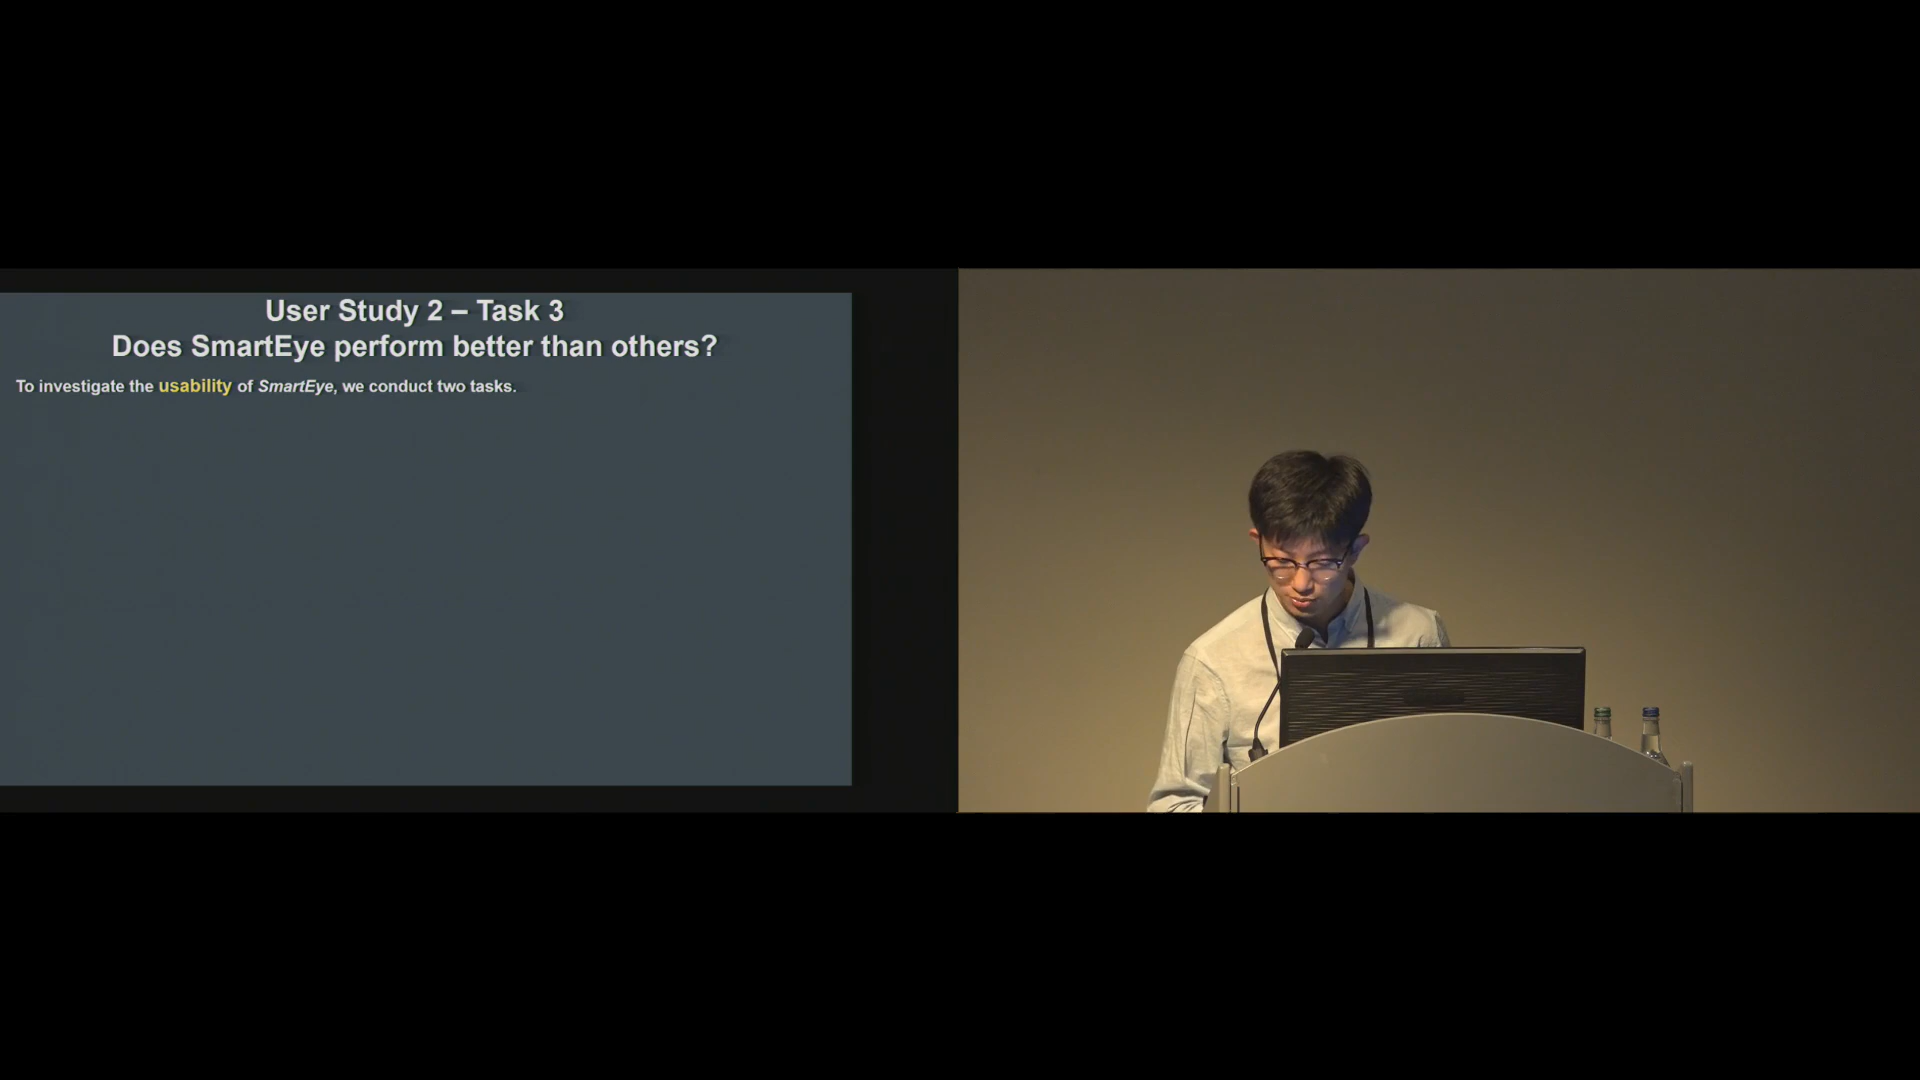 User Study 2 – Task 3
Does SmartEye perform better than others?
To investigate the usability of SmartEye, we conduct two tasks.